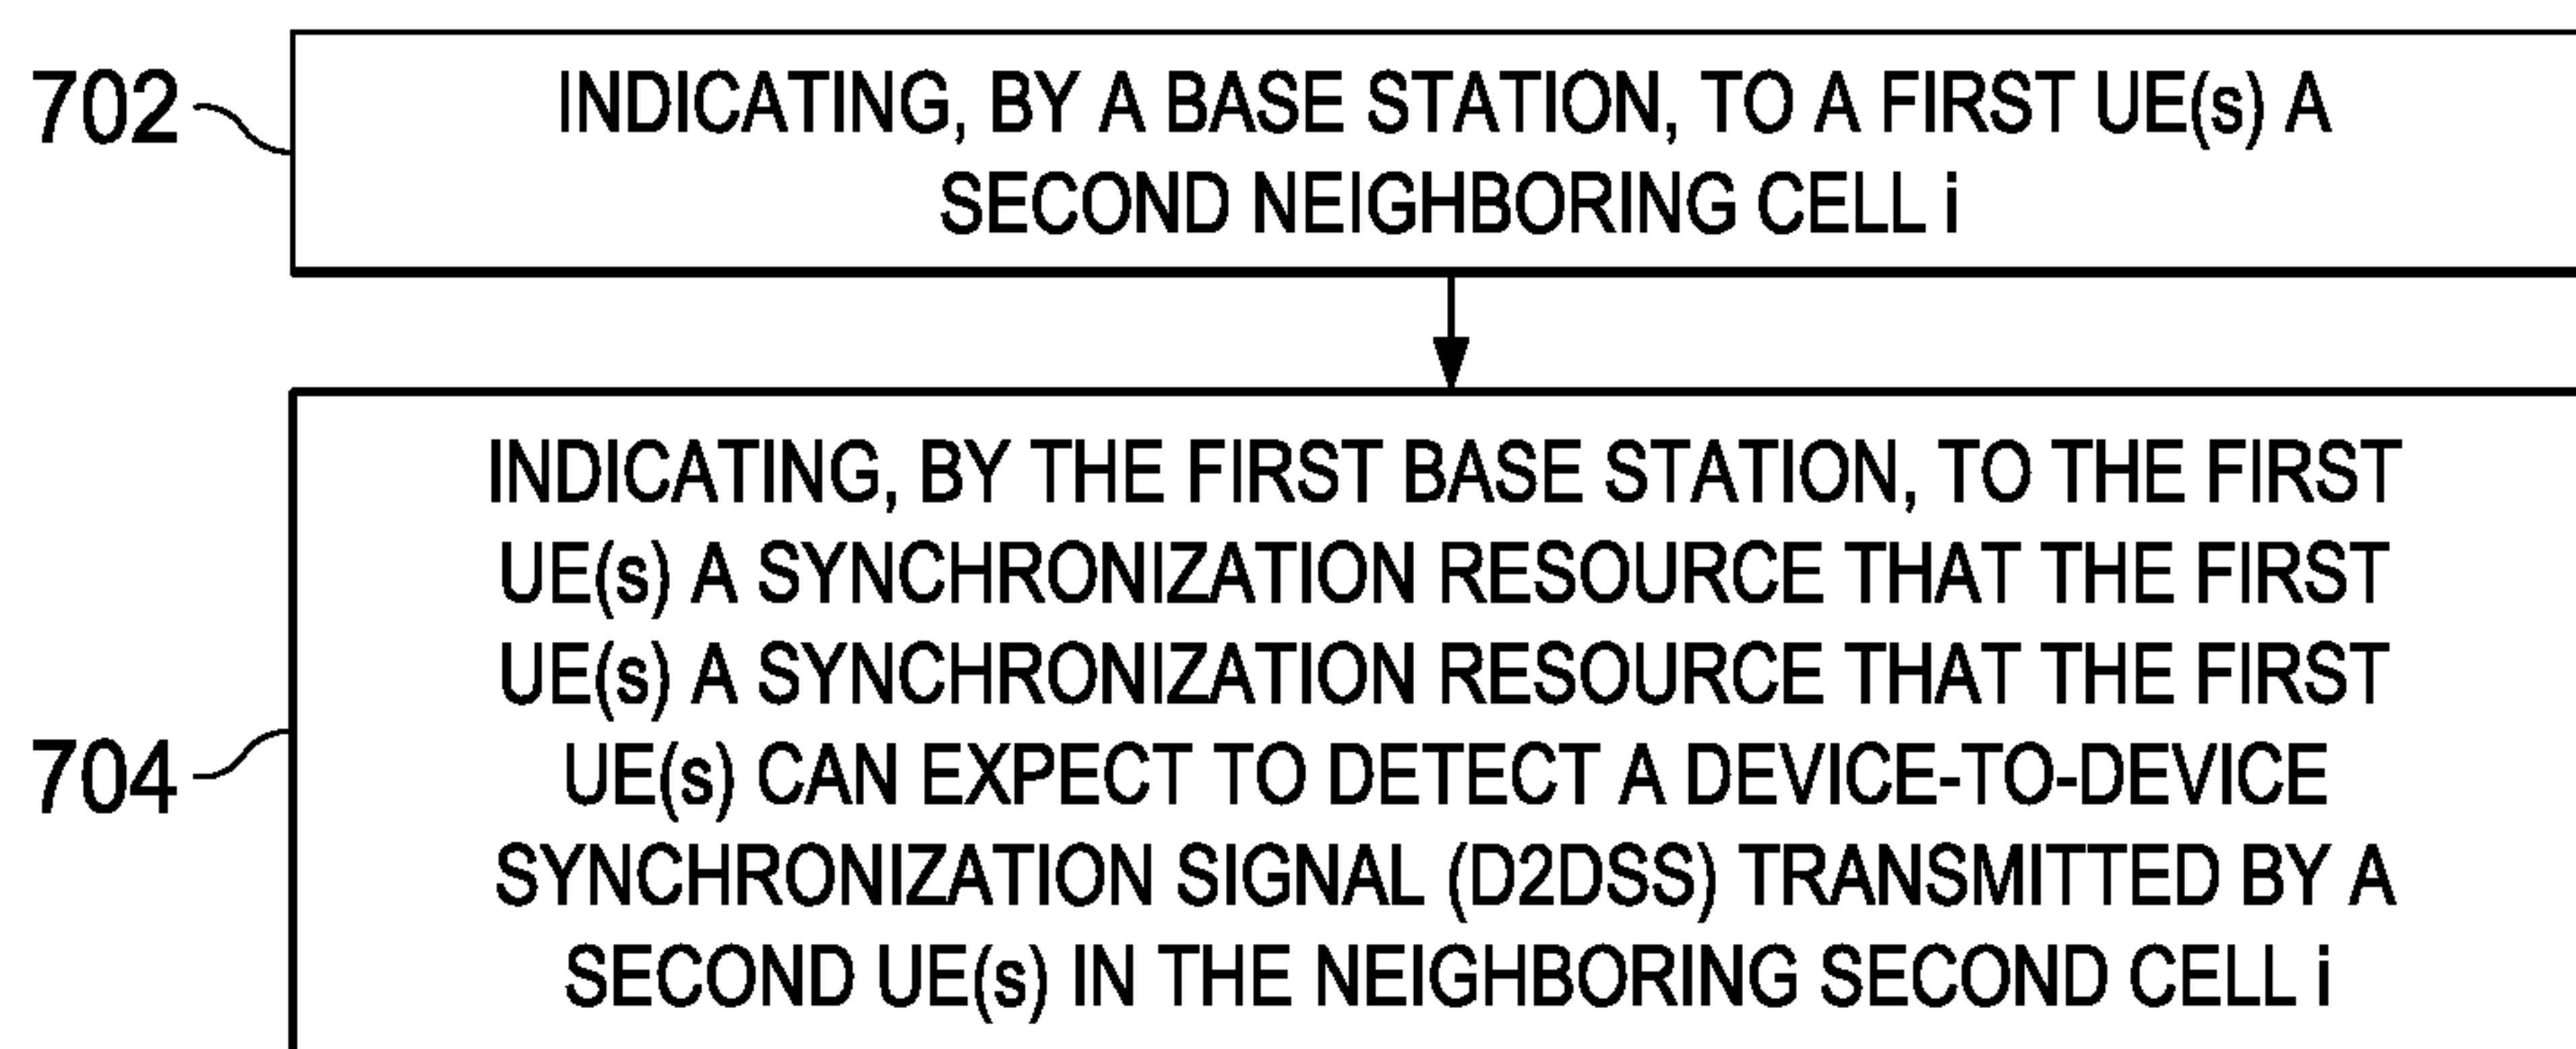 702
INDICATING, BY A BASE STATION, TO A FIRST UE(s) A
SECOND NEIGHBORING CELL i
INDICATING, BY THE FIRST BASE STATION, TO THE FIRST
UE(s) A SYNCHRONIZATION RESOURCE THAT THE FIRST
UE(s) A SYNCHRONIZATION RESOURCE THAT THE FIRST
704
UE(s) CAN EXPECT TO DETECT A DEVICE-TO-DEVICE
SYNCHRONIZATION SIGNAL (D2DSS) TRANSMITTED BY A
SECOND UE(s) IN THE NEIGHBORING SECOND CELL i